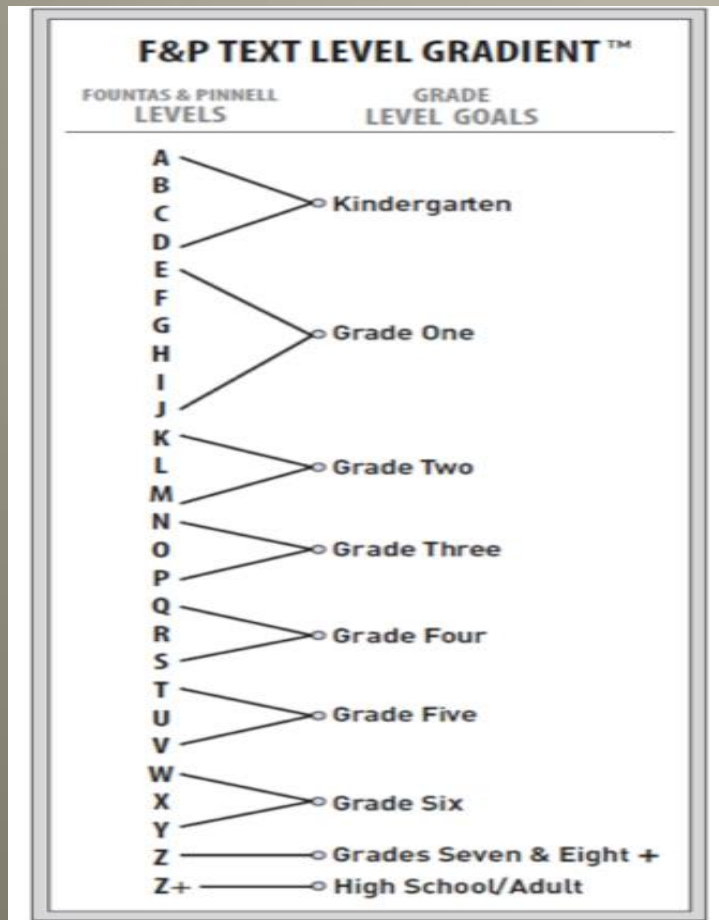 F&P TEXT LEVEL GRADIENT™
FOUNTAS & PINNELL
LEVELS
GRADE
LEVEL GOALS
A
B
C
D
Kindergarten
E
F
G
H
I
J
Grade One
K
L
M
Grade Two
N
O
P
Grade Three
Q
R
S
Grade Four
T
U
V
Grade Five
W
X
Y
Grade Six
Z
Grades Seven & Eight +
Z+
High School/Adult